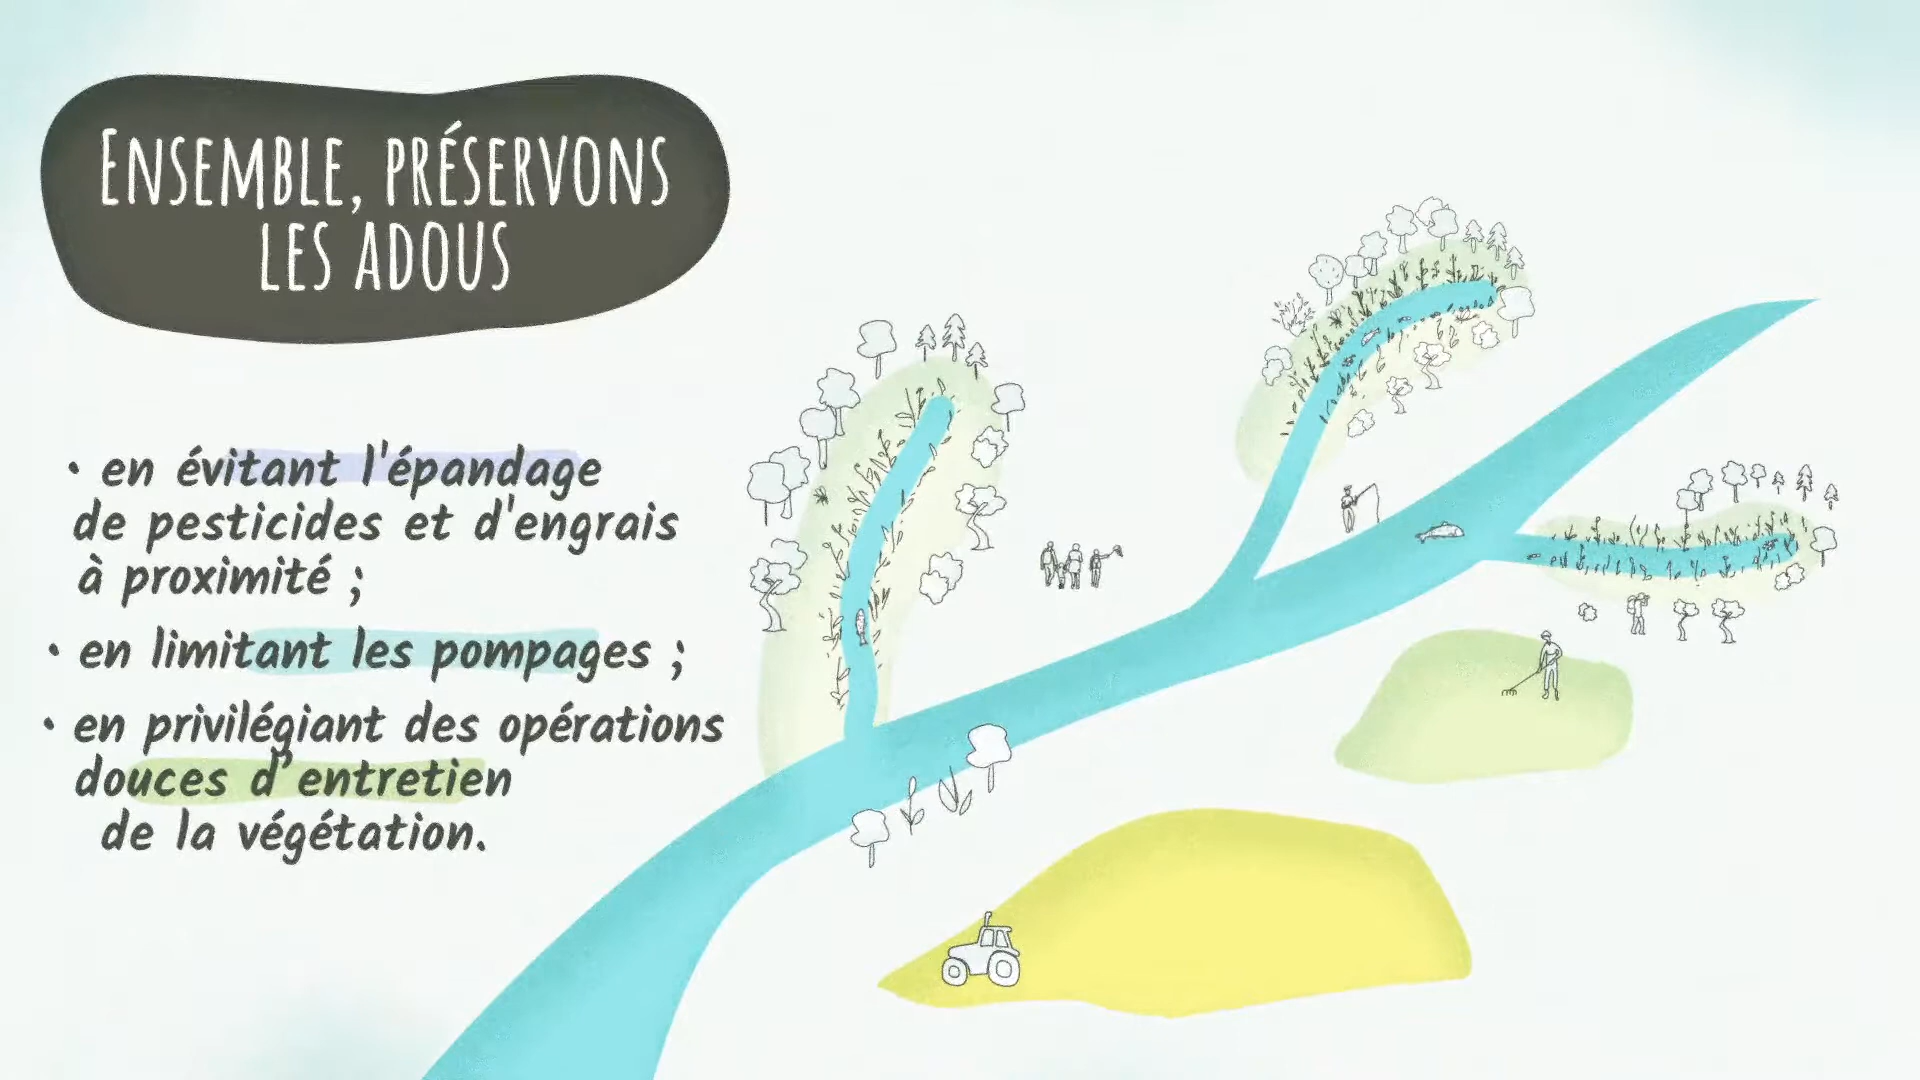 ENSEMBLE, PRÉSERVONS
LES ADOUS
• en évitant l'épandage
de pesticides et d'engrais
à proximité ;
• en limitant les pompages ;
• en privilégiant des opérations
douces d’entretien
de la végétation.